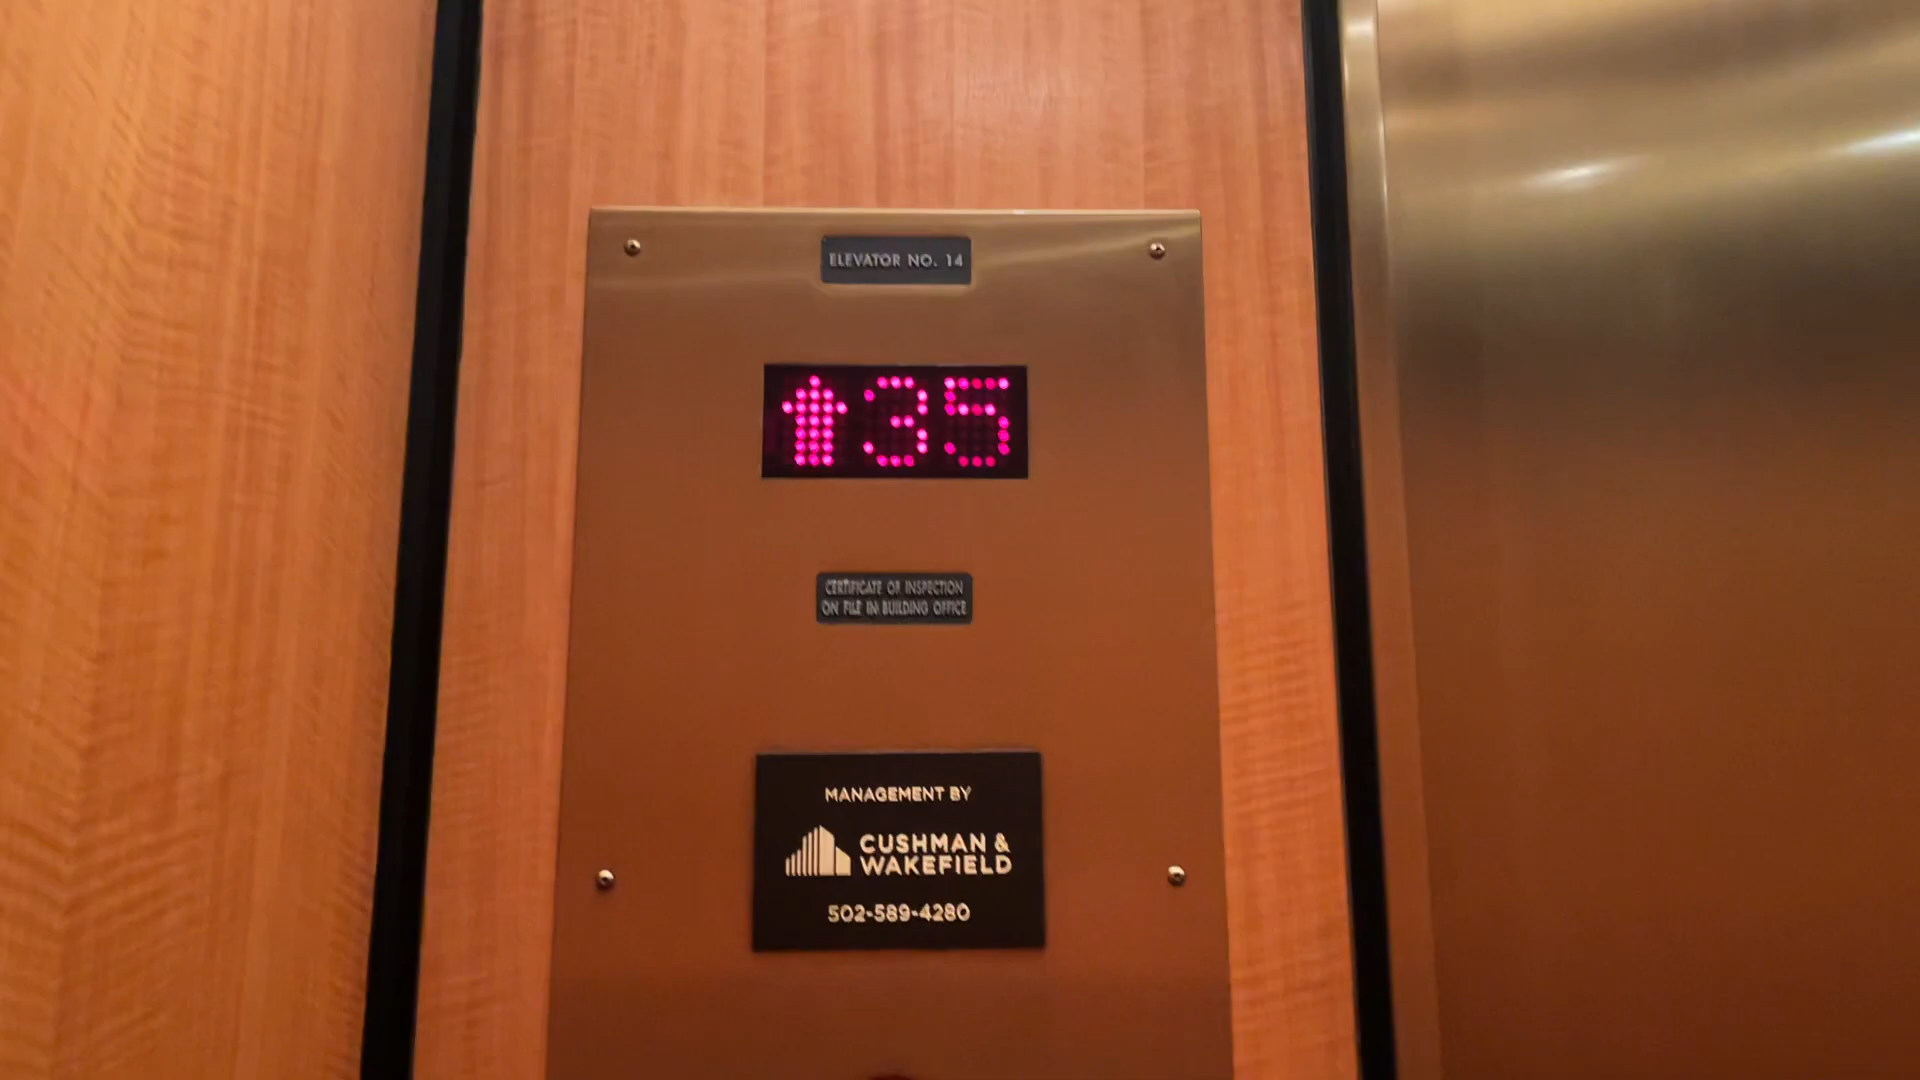 ELEVATOR NO. 14
35
CERTIFICATE OF INSPECTION
ON FILE IN BUILDING OFFICE
MANAGEMENT BY
CUSHMAN &
WAKEFIELD
502-589-4280